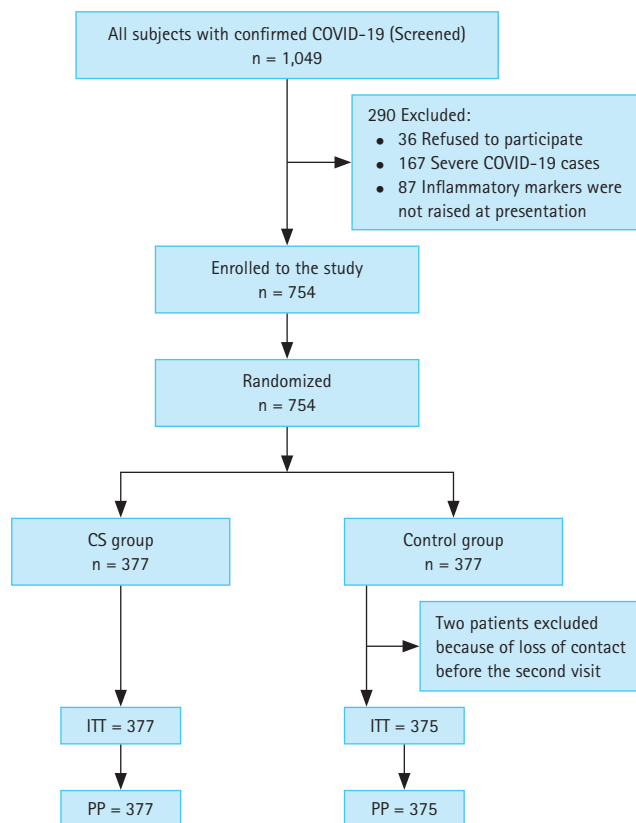 All subjects with confirmed COVID-19 (Screened)
n = 1,049
290 Excluded:
• 36 Refused to participate
• 167 Severe COVID-19 cases
• 87 Inflammatory markers were
not raised at presentation
Enrolled to the study
n = 754
Randomized
n = 754
CS group
n = 377
Control group
n = 377
Two patients excluded
because of loss of contact
before the second visit
ITT = 377
ITT = 375
PP = 377
PP = 375